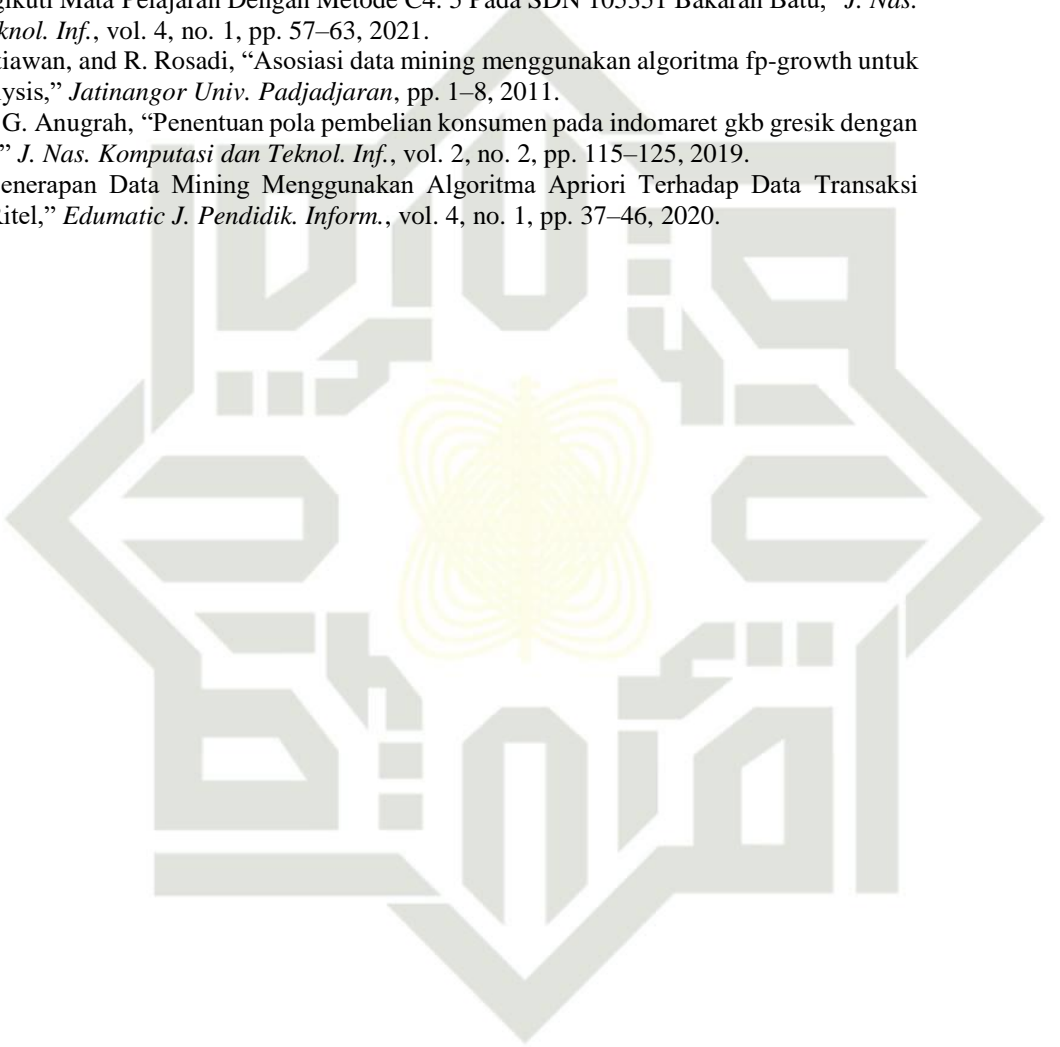 gikuti Mata Pelajaran Dengan Metode C4. 5 Pada SDN 105351 Bakaran Batu,” J. Nas.
knol. Inf., vol. 4, no. 1, pp. 57–63, 2021.
tiawan, and R. Rosadi, “Asosiasi data mining menggunakan algoritma fp-growth untuk
lysis,” Jatinangor Univ. Padjadjaran, pp. 1–8, 2011.
G. Anugrah, “Penentuan pola pembelian konsumen pada indomaret gkb gresik dengan
” J. Nas. Komputasi dan Teknol. Inf., vol. 2, no. 2, pp. 115–125, 2019.
enerapan Data Mining Menggunakan Algoritma Apriori Terhadap Data Transaksi
Ritel,” Edumatic J. Pendidik. Inform., vol. 4, no. 1, pp. 37–46, 2020.